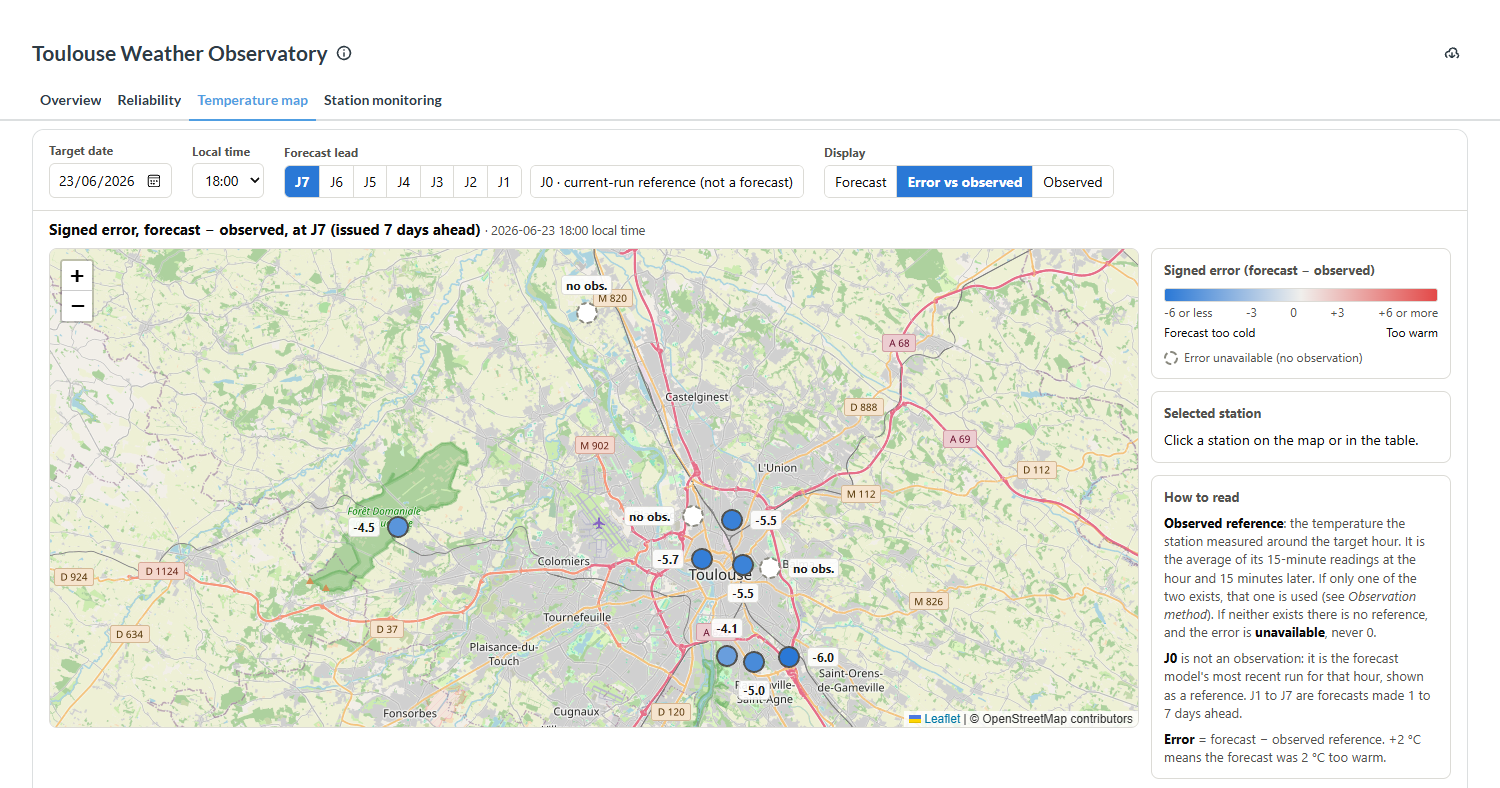 Toulouse Weather Observatory
Overview
Reliability
Temperature map
Station monitoring
Target date
23/06/2026
Local time
18:00
Forecast lead
J7
J6
J5
J4
J3
J2
J1
J0 · current-run reference (not a forecast)
Display
Forecast
Error vs observed
Observed
Signed error, forecast − observed, at J7 (issued 7 days ahead) · 2026-06-23 18:00 local time
+
−
no obs.
M 820
A 68
Castelginest
D 888
M 902
A 69
L'Union
D 112
M 112
Forêt Domaniale
-4.5
no obs.
-5.5
-5.7
Colomiers
Toulouse
no obs.
D 924
D 1124
-5.5
M 826
Tournefeuille
D 37
D 634
A
-4.1
Plaisance-du-
Touch
-6.0
Saint-Orens-
de-Gameville
-5.0
ville-
Saint-Agne
Fonsorbes
Cugnaux
D 120
Leaflet | © OpenStreetMap contributors
Signed error (forecast − observed)
-6 or less
-3
0
+3
+6 or more
Forecast too cold
Too warm
Error unavailable (no observation)
Selected station
Click a station on the map or in the table.
How to read
Observed reference: the temperature the
station measured around the target hour. It is
the average of its 15-minute readings at the
hour and 15 minutes later. If only one of the
two exists, that one is used (see Observation
method). If neither exists there is no reference,
and the error is unavailable, never 0.
J0 is not an observation: it is the forecast
model's most recent run for that hour, shown
as a reference. J1 to J7 are forecasts made 1 to
7 days ahead.
Error = forecast − observed reference. +2 °C
means the forecast was 2 °C too warm.